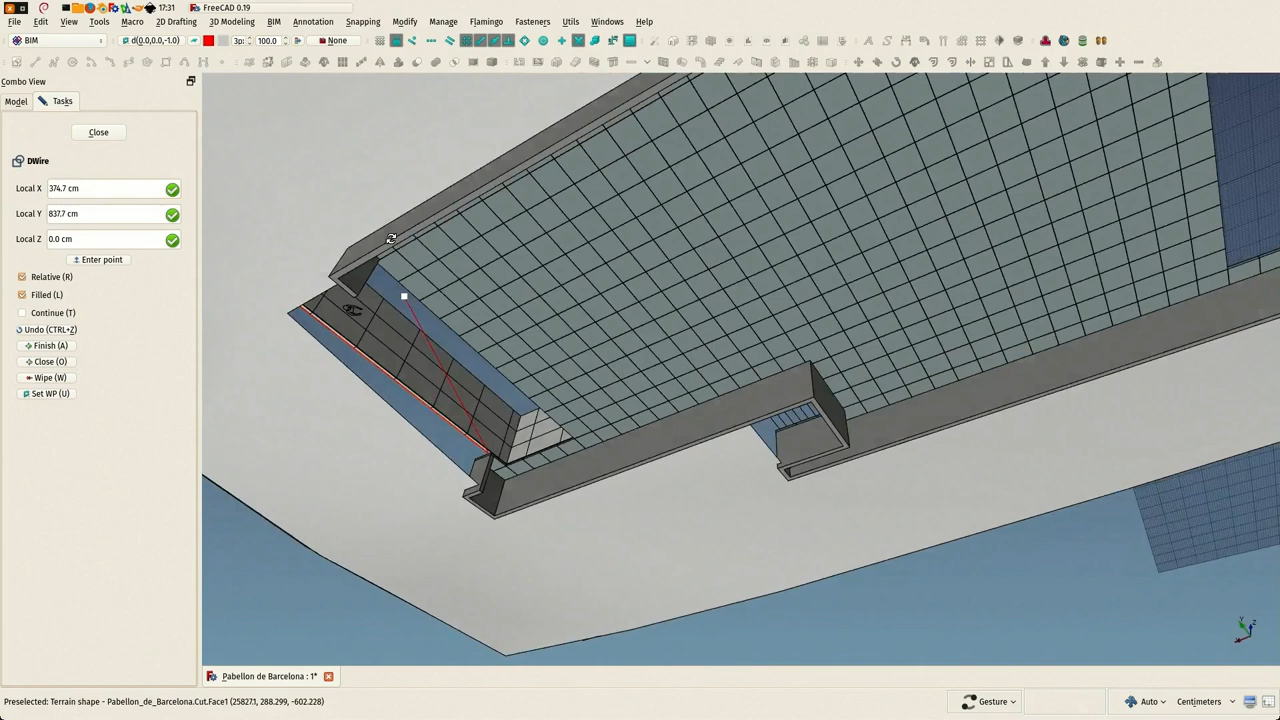 17:31 FreeCAD 0.19
File Edit View Tools Macro 2D Drafting 3D Modeling BIM Annotation Snapping Modify Manage Flamingo Fasteners Utils Windows Help
BIM d(0.0,0.0,-1.0) 3p: 100.0 None
Combo View
Model Tasks
Close
DWire
Local X 374.7 cm
Local Y 837.7 cm
Local Z 0.0 cm
Enter point
Relative (R)
Filled (L)
Continue (T)
Undo (CTRL+Z)
Finish (A)
Close (O)
Wipe (W)
Set WP (U)
Pabellon de Barcelona : 1*
Preselected: Terrain shape - Pabellon_de_Barcelona.Cut.Face1 (25827.1, 288.299, -602.228) Gesture Auto Centimeters